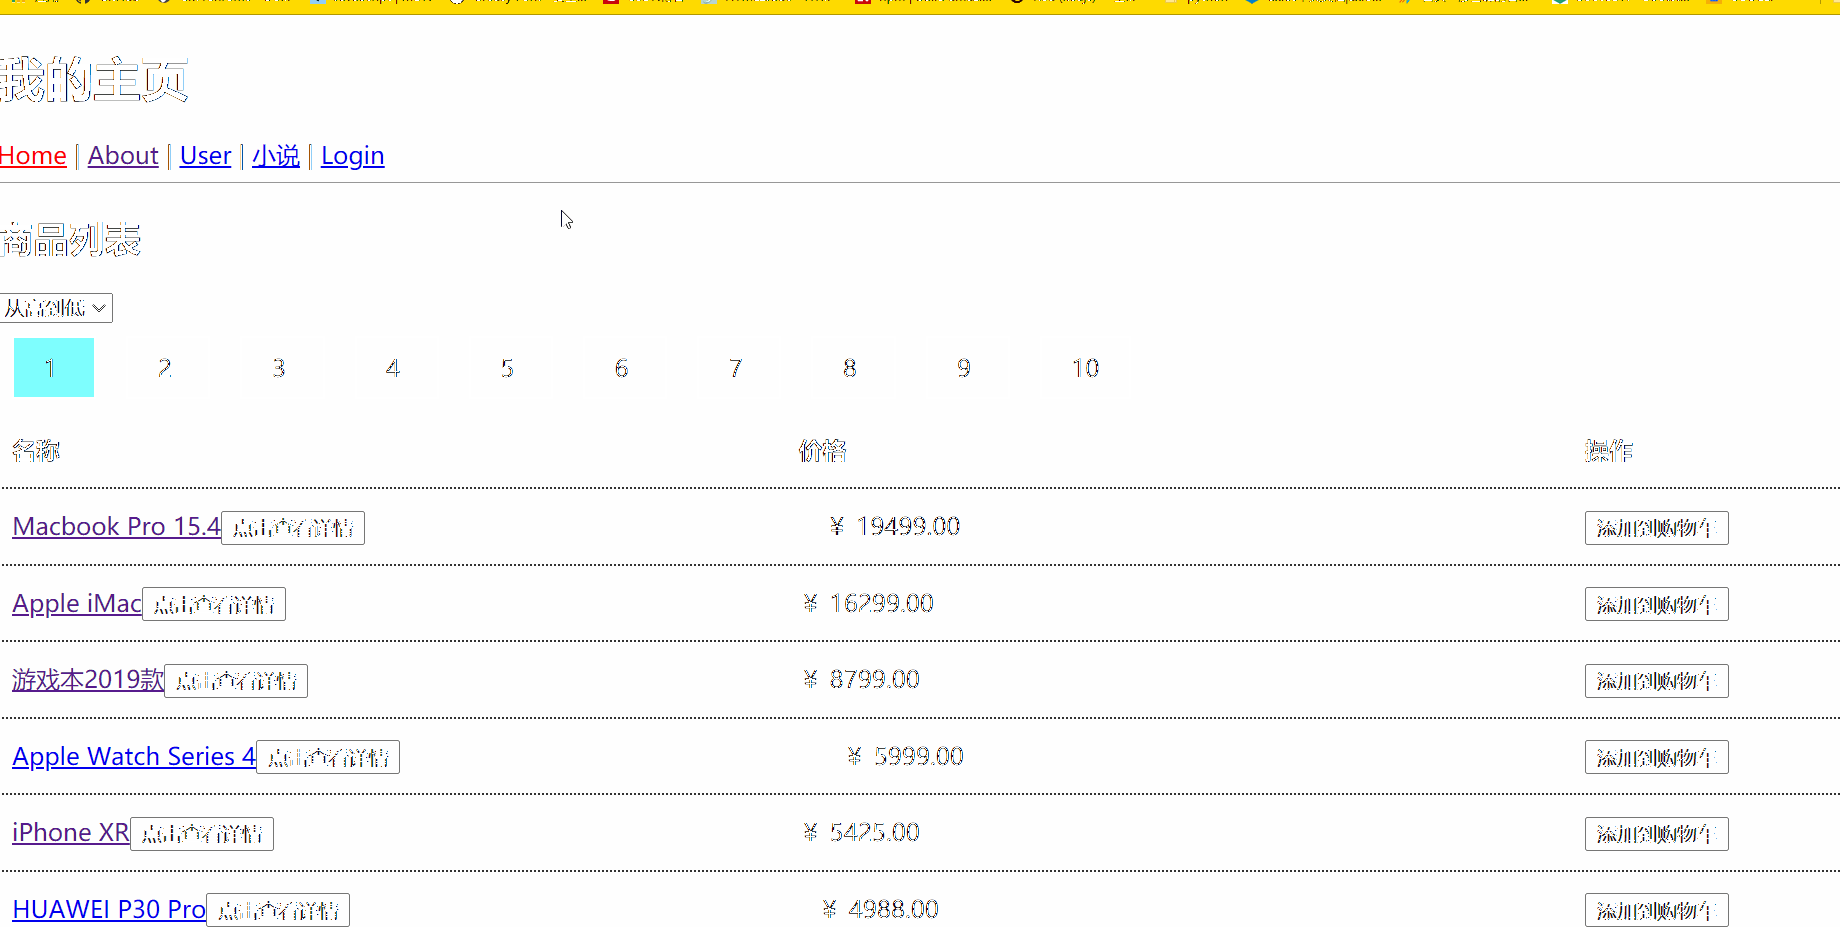 我的主页
Home | About | User | 小说 | Login
商品列表
从高到低
1 2 3 4 5 6 7 8 9 10
名称 价格 操作
Macbook Pro 15.4 点击查看详情 ¥ 19499.00 添加到购物车
Apple iMac 点击查看详情 ¥ 16299.00 添加到购物车
游戏本2019款 点击查看详情 ¥ 8799.00 添加到购物车
Apple Watch Series 4 点击查看详情 ¥ 5999.00 添加到购物车
iPhone XR 点击查看详情 ¥ 5425.00 添加到购物车
HUAWEI P30 Pro 点击查看详情 ¥ 4988.00 添加到购物车